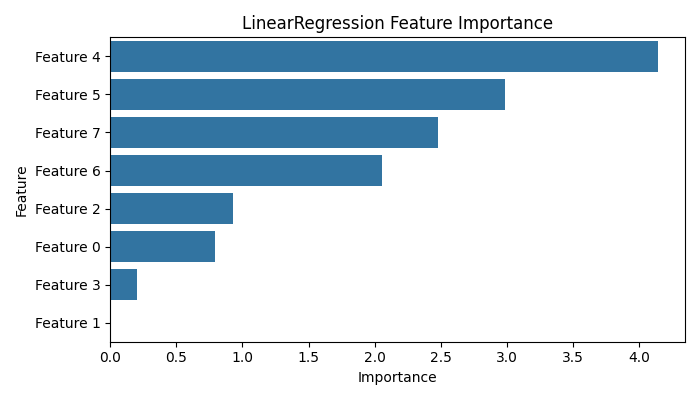 LinearRegression Feature Importance
Feature 4
Feature 5
Feature 7
Feature 6
Feature 2
Feature 0
Feature 3
Feature 1
Feature
0.0 0.5 1.0 1.5 2.0 2.5 3.0 3.5 4.0
Importance